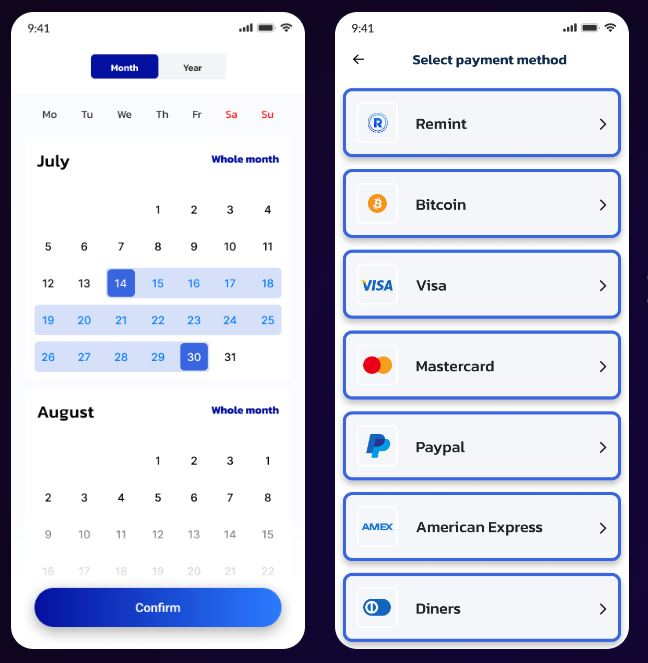 9:41
Month Year
Mo Tu We Th Fr Sa Su
July Whole month
1 2 3 4
5 6 7 8 9 10 11
12 13 14 15 16 17 18
19 20 21 22 23 24 25
26 27 28 29 30 31
August Whole month
1 2 3 1
2 3 4 5 6 7 8
9 10 11 12 13 14 15
16 17 18 19 20 21 22
Confirm
9:41
Select payment method
R Remint
Bitcoin
VISA Visa
Mastercard
Paypal
AMEX American Express
Diners